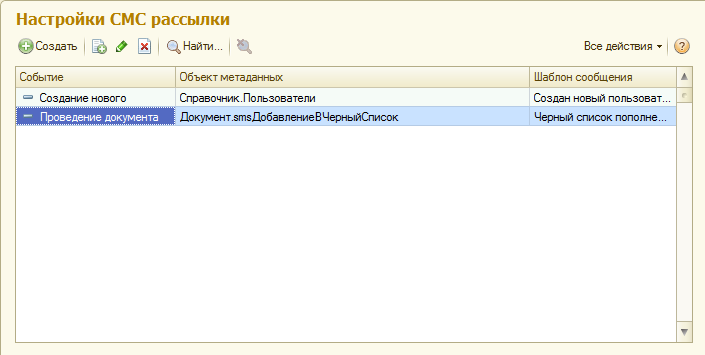 Настройки СМС рассылки
Создать Найти... Все действия ?
Событие Объект метаданных Шаблон сообщения
Создание нового Справочник.Пользователи Создан новый пользоват...
Проведение документа Документ.smsДобавлениеВЧерныйСписок Черный список пополне...